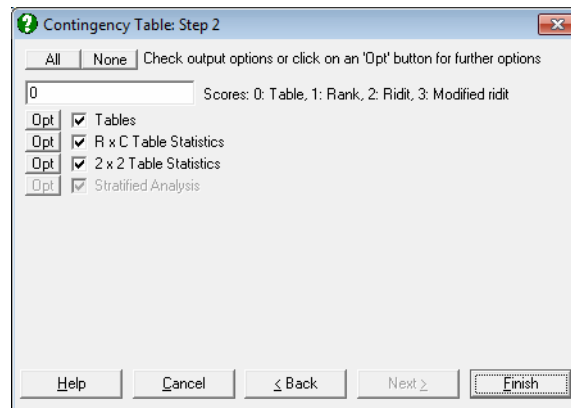 Contingency Table: Step 2
All None Check output options or click on an 'Opt' button for further options
0 Scores: 0: Table, 1: Rank, 2: Ridit, 3: Modified ridit
Opt Tables
Opt R x C Table Statistics
Opt 2 x 2 Table Statistics
Opt Stratified Analysis
Help Cancel < Back Next > Finish